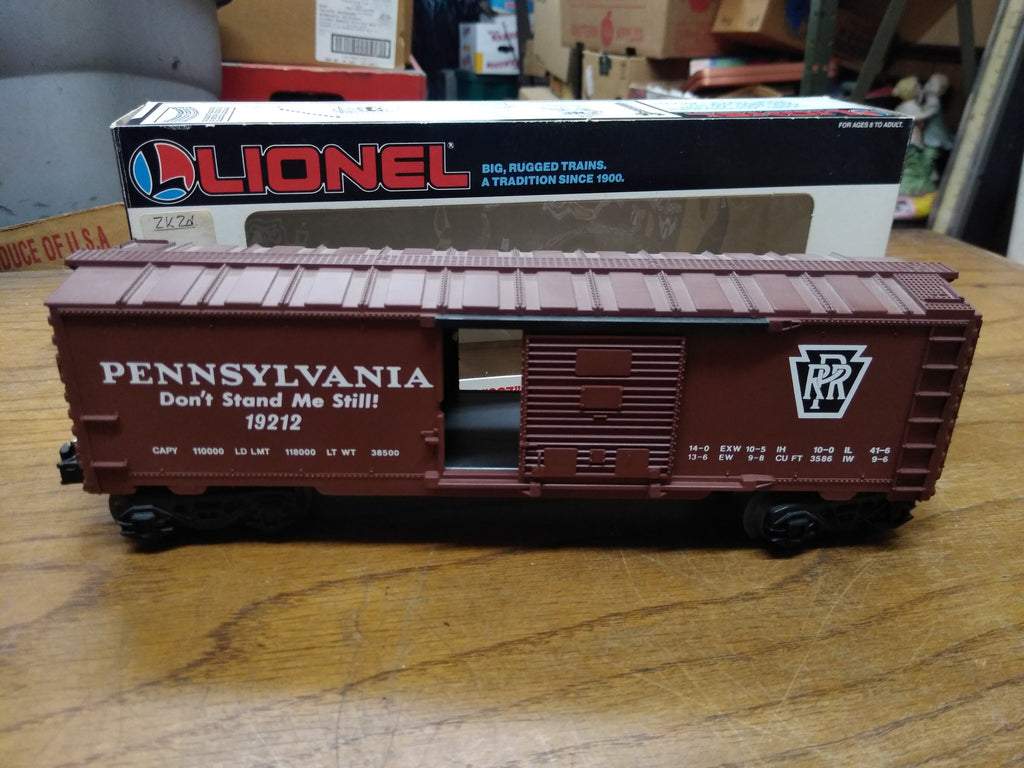 FOR AGES 8 TO ADULT.
LIONEL
BIG, RUGGED TRAINS.
A TRADITION SINCE 1900.
DUCE OF U.S.A
PENNSYLVANIA
Don't Stand Me Still!
19212
CAPY 110000 LD LMT 118000 LT WT 38500
PRR
14-0 EXW 10-5 IH 10-0 IL 41-6
13-6 EW 9-8 CU FT 3586 IW 9-6